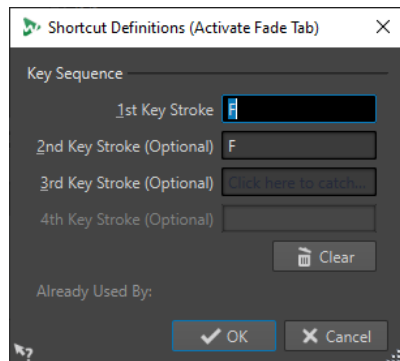 Shortcut Definitions (Activate Fade Tab)
Key Sequence
1st Key Stroke F
2nd Key Stroke (Optional) F
3rd Key Stroke (Optional) Click here to catch...
4th Key Stroke (Optional)
Clear
Already Used By:
OK Cancel